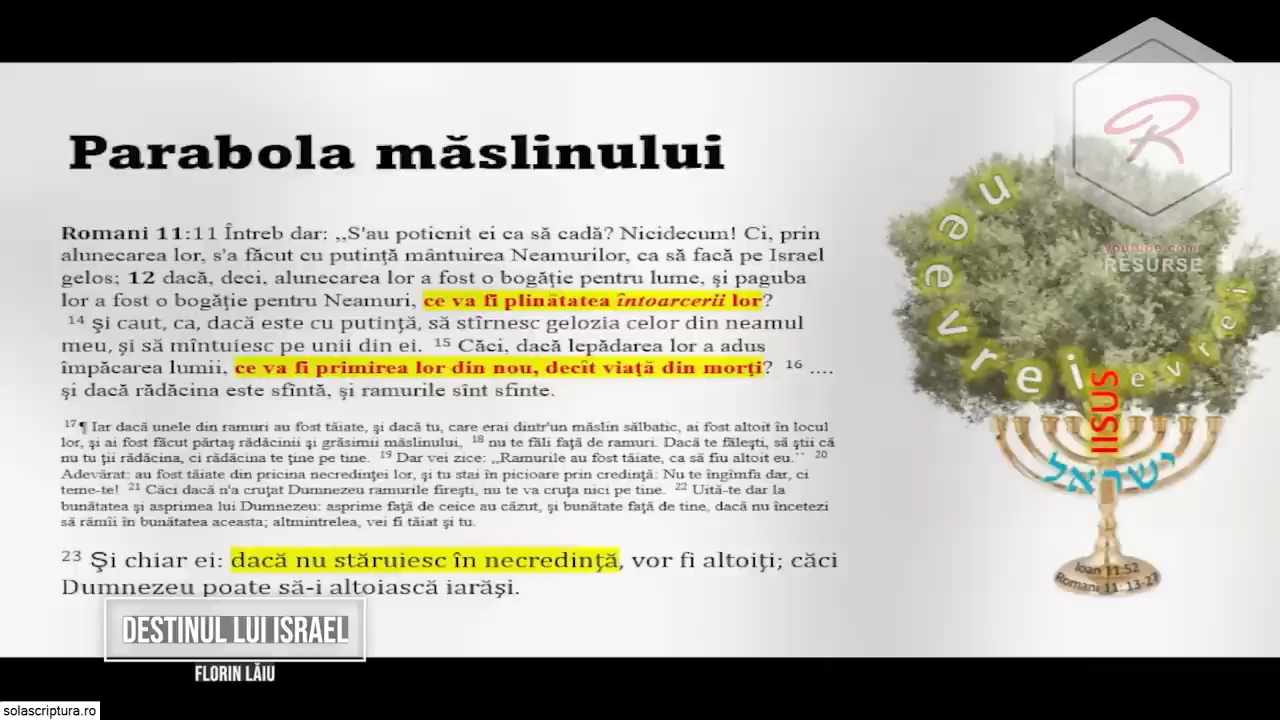 Parabola măslinului
Romani 11:11 Întreb dar: ,,S'au poticnit ei ca să cadă? Nicidecum! Ci, prin
alunecarea lor, s'a făcut cu putinţă mântuirea Neamurilor, ca să facă pe Israel
gelos; 12 dacă, deci, alunecarea lor a fost o bogăţie pentru lume, şi paguba
lor a fost o bogăţie pentru Neamuri, ce va fi plinătatea întoarcerii lor?
14 Şi caut, ca, dacă este cu putinţă, să stîrnesc gelozia celor din neamul
meu, şi să mîntuiesc pe unii din ei. 15 Căci, dacă lepădarea lor a adus
împăcarea lumii, ce va fi primirea lor din nou, decît viaţă din morţi? 16 ....
şi dacă rădăcina este sfîntă, şi ramurile sînt sfinte.
17¶ Iar dacă unele din ramuri au fost tăiate, şi dacă tu, care erai dintr'un măslin sălbatic, ai fost altoit în locul
lor, şi ai fost făcut părtaş rădăcinii şi grăsimii măslinului, 18 nu te făli faţă de ramuri. Dacă te făleşti, să ştii că
nu tu ţii rădăcina, ci rădăcina te ţine pe tine. 19 Dar vei zice: ,,Ramurile au fost tăiate, ca să fiu altoit eu.`` 20
Adevărat: au fost tăiate din pricina necredinţei lor, şi tu stai în picioare prin credinţă: Nu te îngîmfa dar, ci
teme-te! 21 Căci dacă n'a cruţat Dumnezeu ramurile fireşti, nu te va cruţa nici pe tine. 22 Uită-te dar la
bunătatea şi asprimea lui Dumnezeu: asprime faţă de ceice au căzut, şi bunătate faţă de tine, dacă nu încetezi
să rămîi în bunătatea aceasta; altmintrelea, vei fi tăiat şi tu.
23 Şi chiar ei: dacă nu stăruiesc în necredinţă, vor fi altoiţi; căci
Dumnezeu poate să-i altoiască iarăşi.
R
youtube.com/
RESURSE
neevrei
evrei
IISUS
ישראל
Ioan 11:52
Romani 11: 13-27
DESTINUL LUI ISRAEL
FLORIN LĂIU
solascriptura.ro